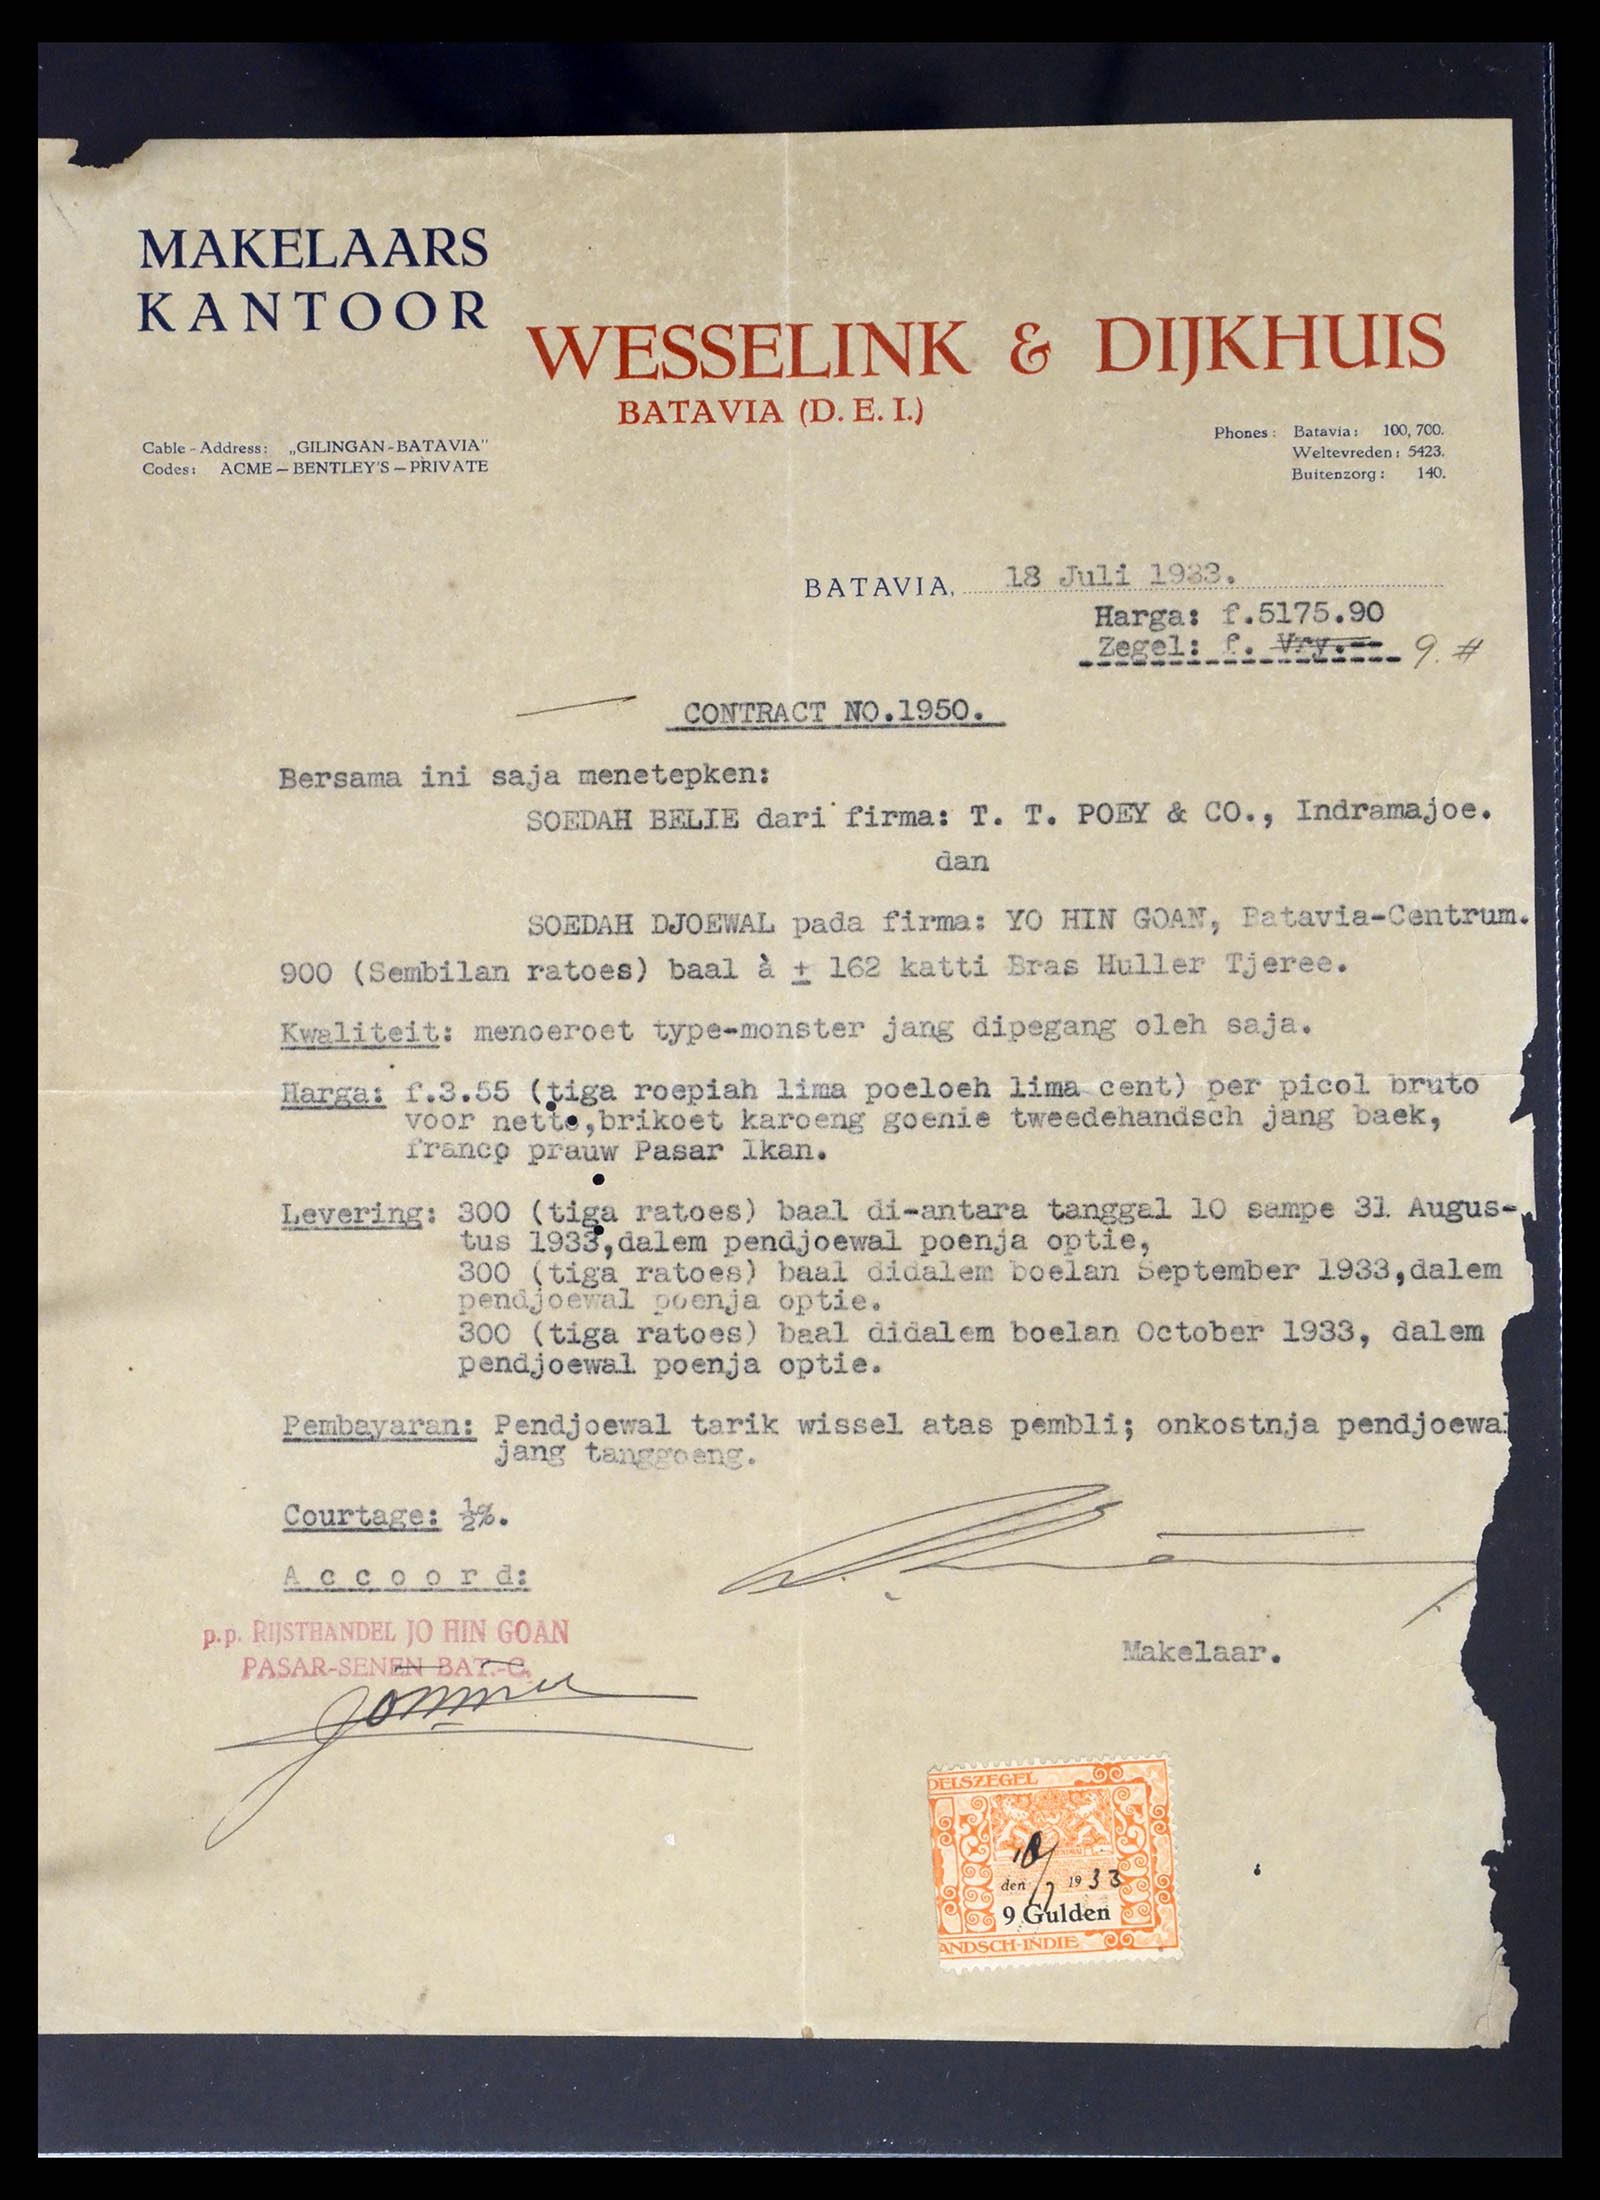 MAKELAARS
KANTOOR
WESSELINK & DIJKHUIS
BATAVIA (D. E. I.)
Cable - Address: „GILINGAN-BATAVIA"
Codes: ACME — BENTLEY'S — PRIVATE
Phones: Batavia: 100, 700.
Weltevreden: 5423.
Buitenzorg: 140.
BATAVIA, 18 Juli 1933.
Harga: f.5175.90
Zegel: f. Vry.- 9.#
CONTRACT NO.1950.
Bersama ini saja menetepken:
SOEDAH BELIE dari firma: T. T. POEY & CO., Indramajoe.
dan
SOEDAH DJOEWAL pada firma: YO HIN GOAN, Batavia-Centrum.
900 (Sembilan ratoes) baal à ± 162 katti Bras Huller Tjeree.
Kwaliteit: menoeroet type-monster jang dipegang oleh saja.
Harga: f.3.55 (tiga roepiah lima poeloeh lima cent) per picol bruto
voor netto,brikoet karoeng goenie tweedehandsch jang baek,
franco prauw Pasar Ikan.
Levering: 300 (tiga ratoes) baal di-antara tanggal 10 sampe 31 Augus-
tus 1933,dalem pendjoewal poenja optie,
300 (tiga ratoes) baal didalem boelan September 1933,dalem
pendjoewal poenja optie.
300 (tiga ratoes) baal didalem boelan October 1933, dalem
pendjoewal poenja optie.
Pembayaran: Pendjoewal tarik wissel atas pembli; onkostnja pendjoewal
jang tanggoeng.
Courtage: ½%.
Accoord:
p.p. RIJSTHANDEL JO HIN GOAN
PASAR-SENEN BAT.-C.
Makelaar.
DELSZEGEL
18/7
den 1933
9 Gulden
ANDSCH-INDIE